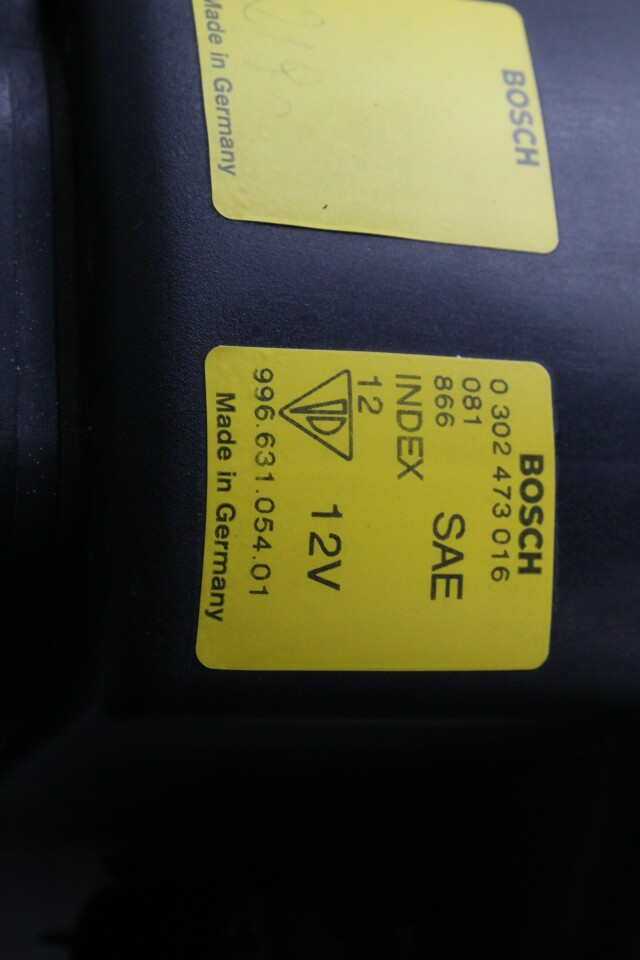 BOSCH
Made in Germany
BOSCH
0 302 473 016
081
866 SAE
INDEX
12
12V
996.631.054.01
Made in Germany